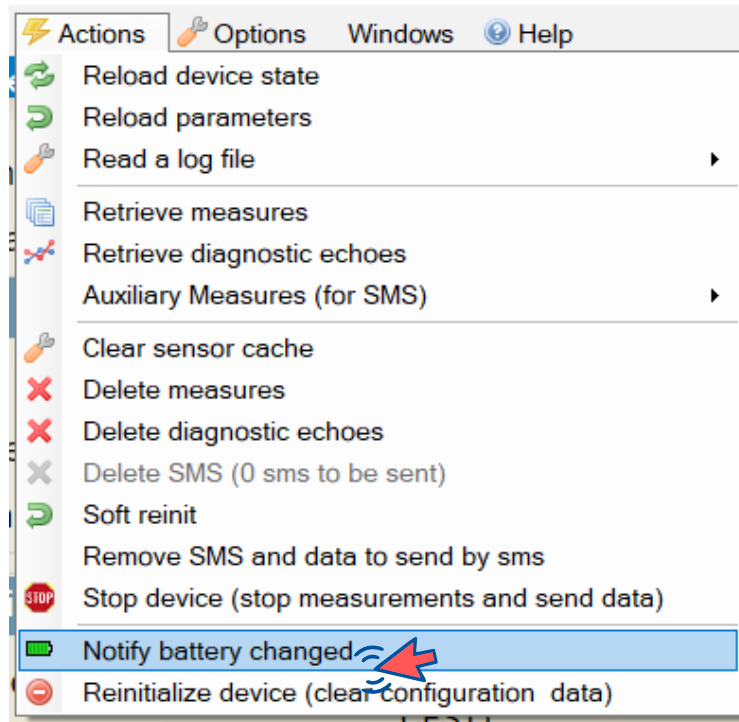 Actions Options Windows Help
Reload device state
Reload parameters
Read a log file
Retrieve measures
Retrieve diagnostic echoes
Auxiliary Measures (for SMS)
Clear sensor cache
Delete measures
Delete diagnostic echoes
Delete SMS (0 sms to be sent)
Soft reinit
Remove SMS and data to send by sms
STOP Stop device (stop measurements and send data)
Notify battery changed
Reinitialize device (clear configuration data)